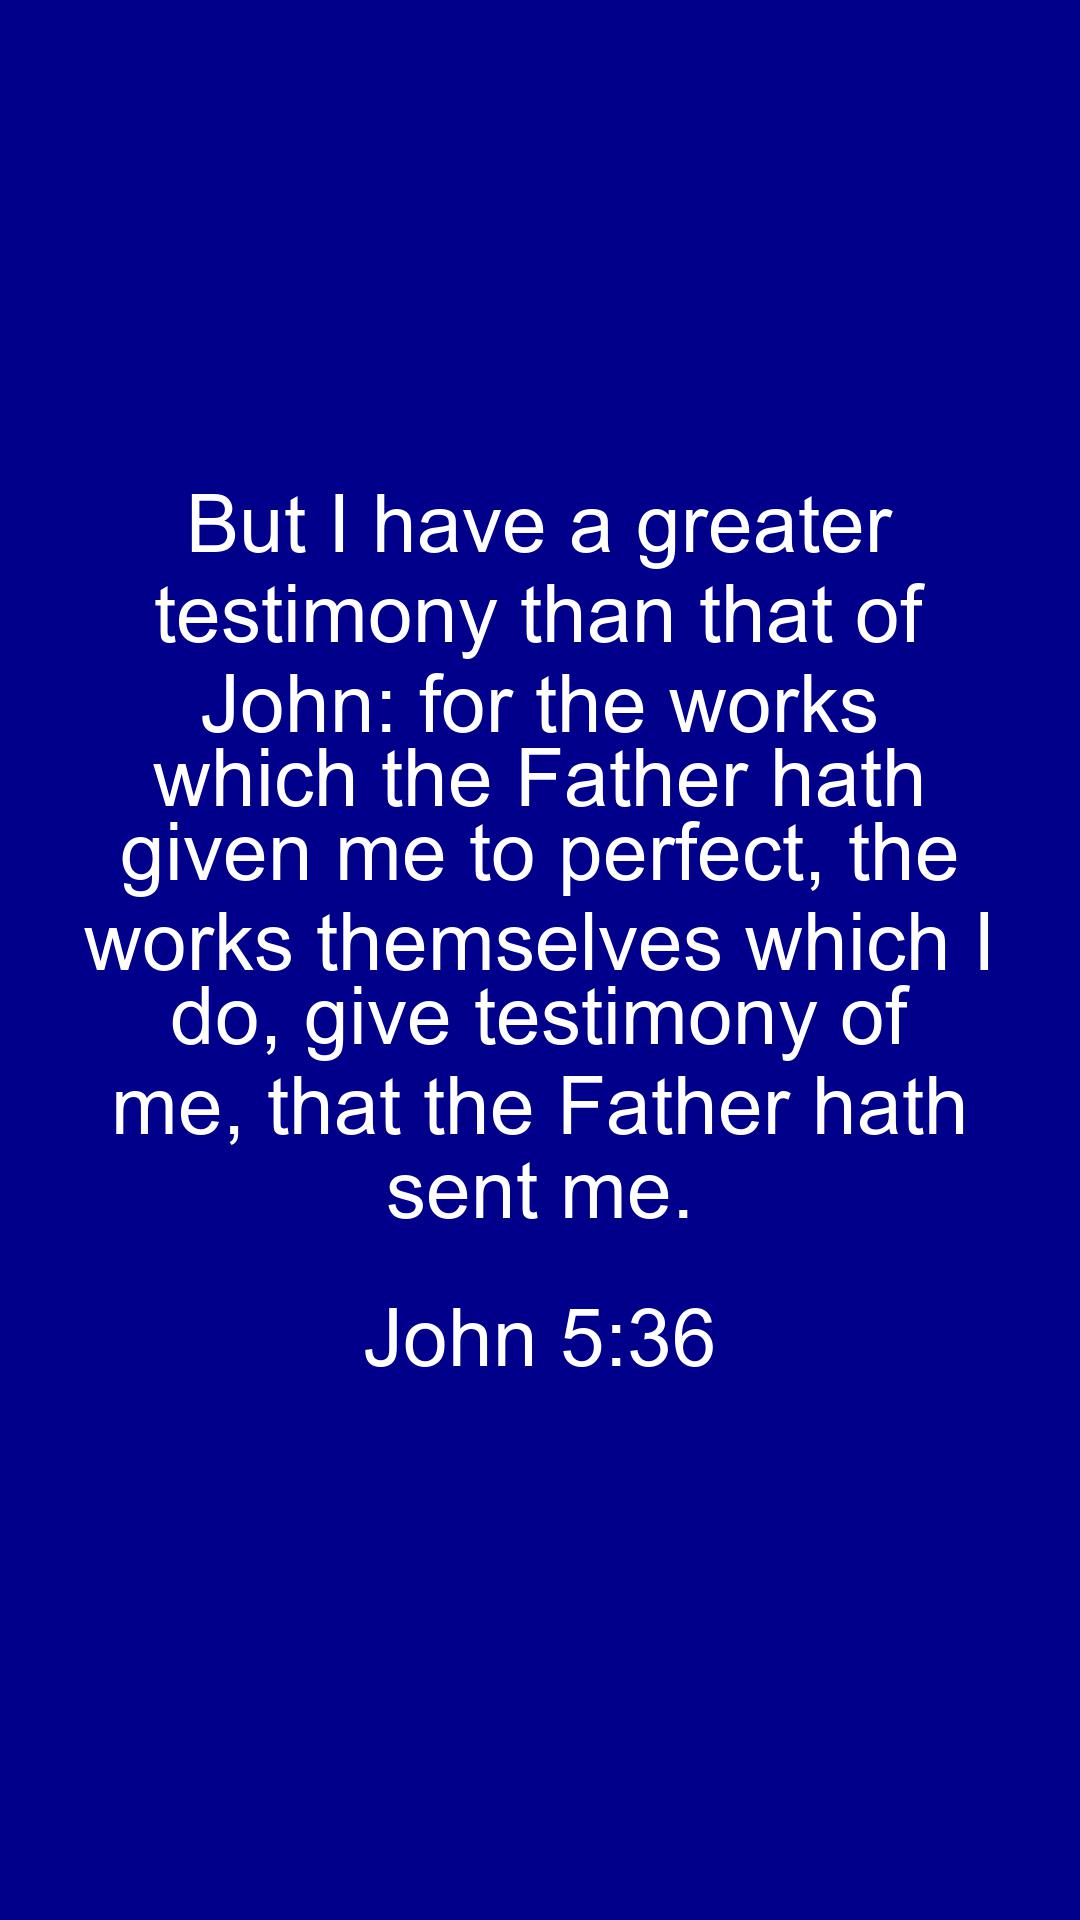 But I have a greater
testimony than that of
John: for the works
which the Father hath
given me to perfect, the
works themselves which I
do, give testimony of
me, that the Father hath
sent me.
John 5:36